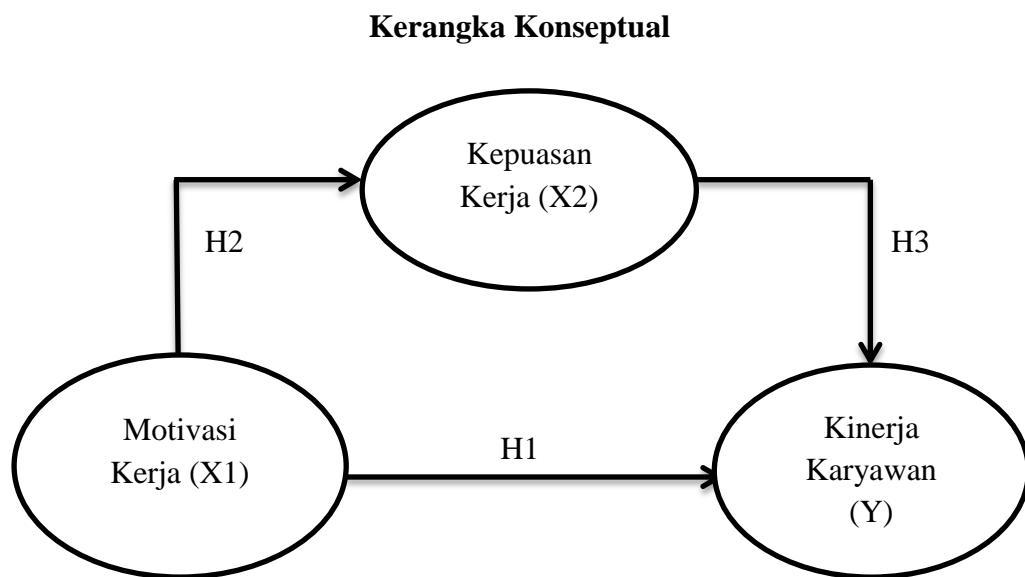 Kerangka Konseptual
Kepuasan
Kerja (X2)
H2
H3
Motivasi
Kerja (X1)
H1
Kinerja
Karyawan
(Y)